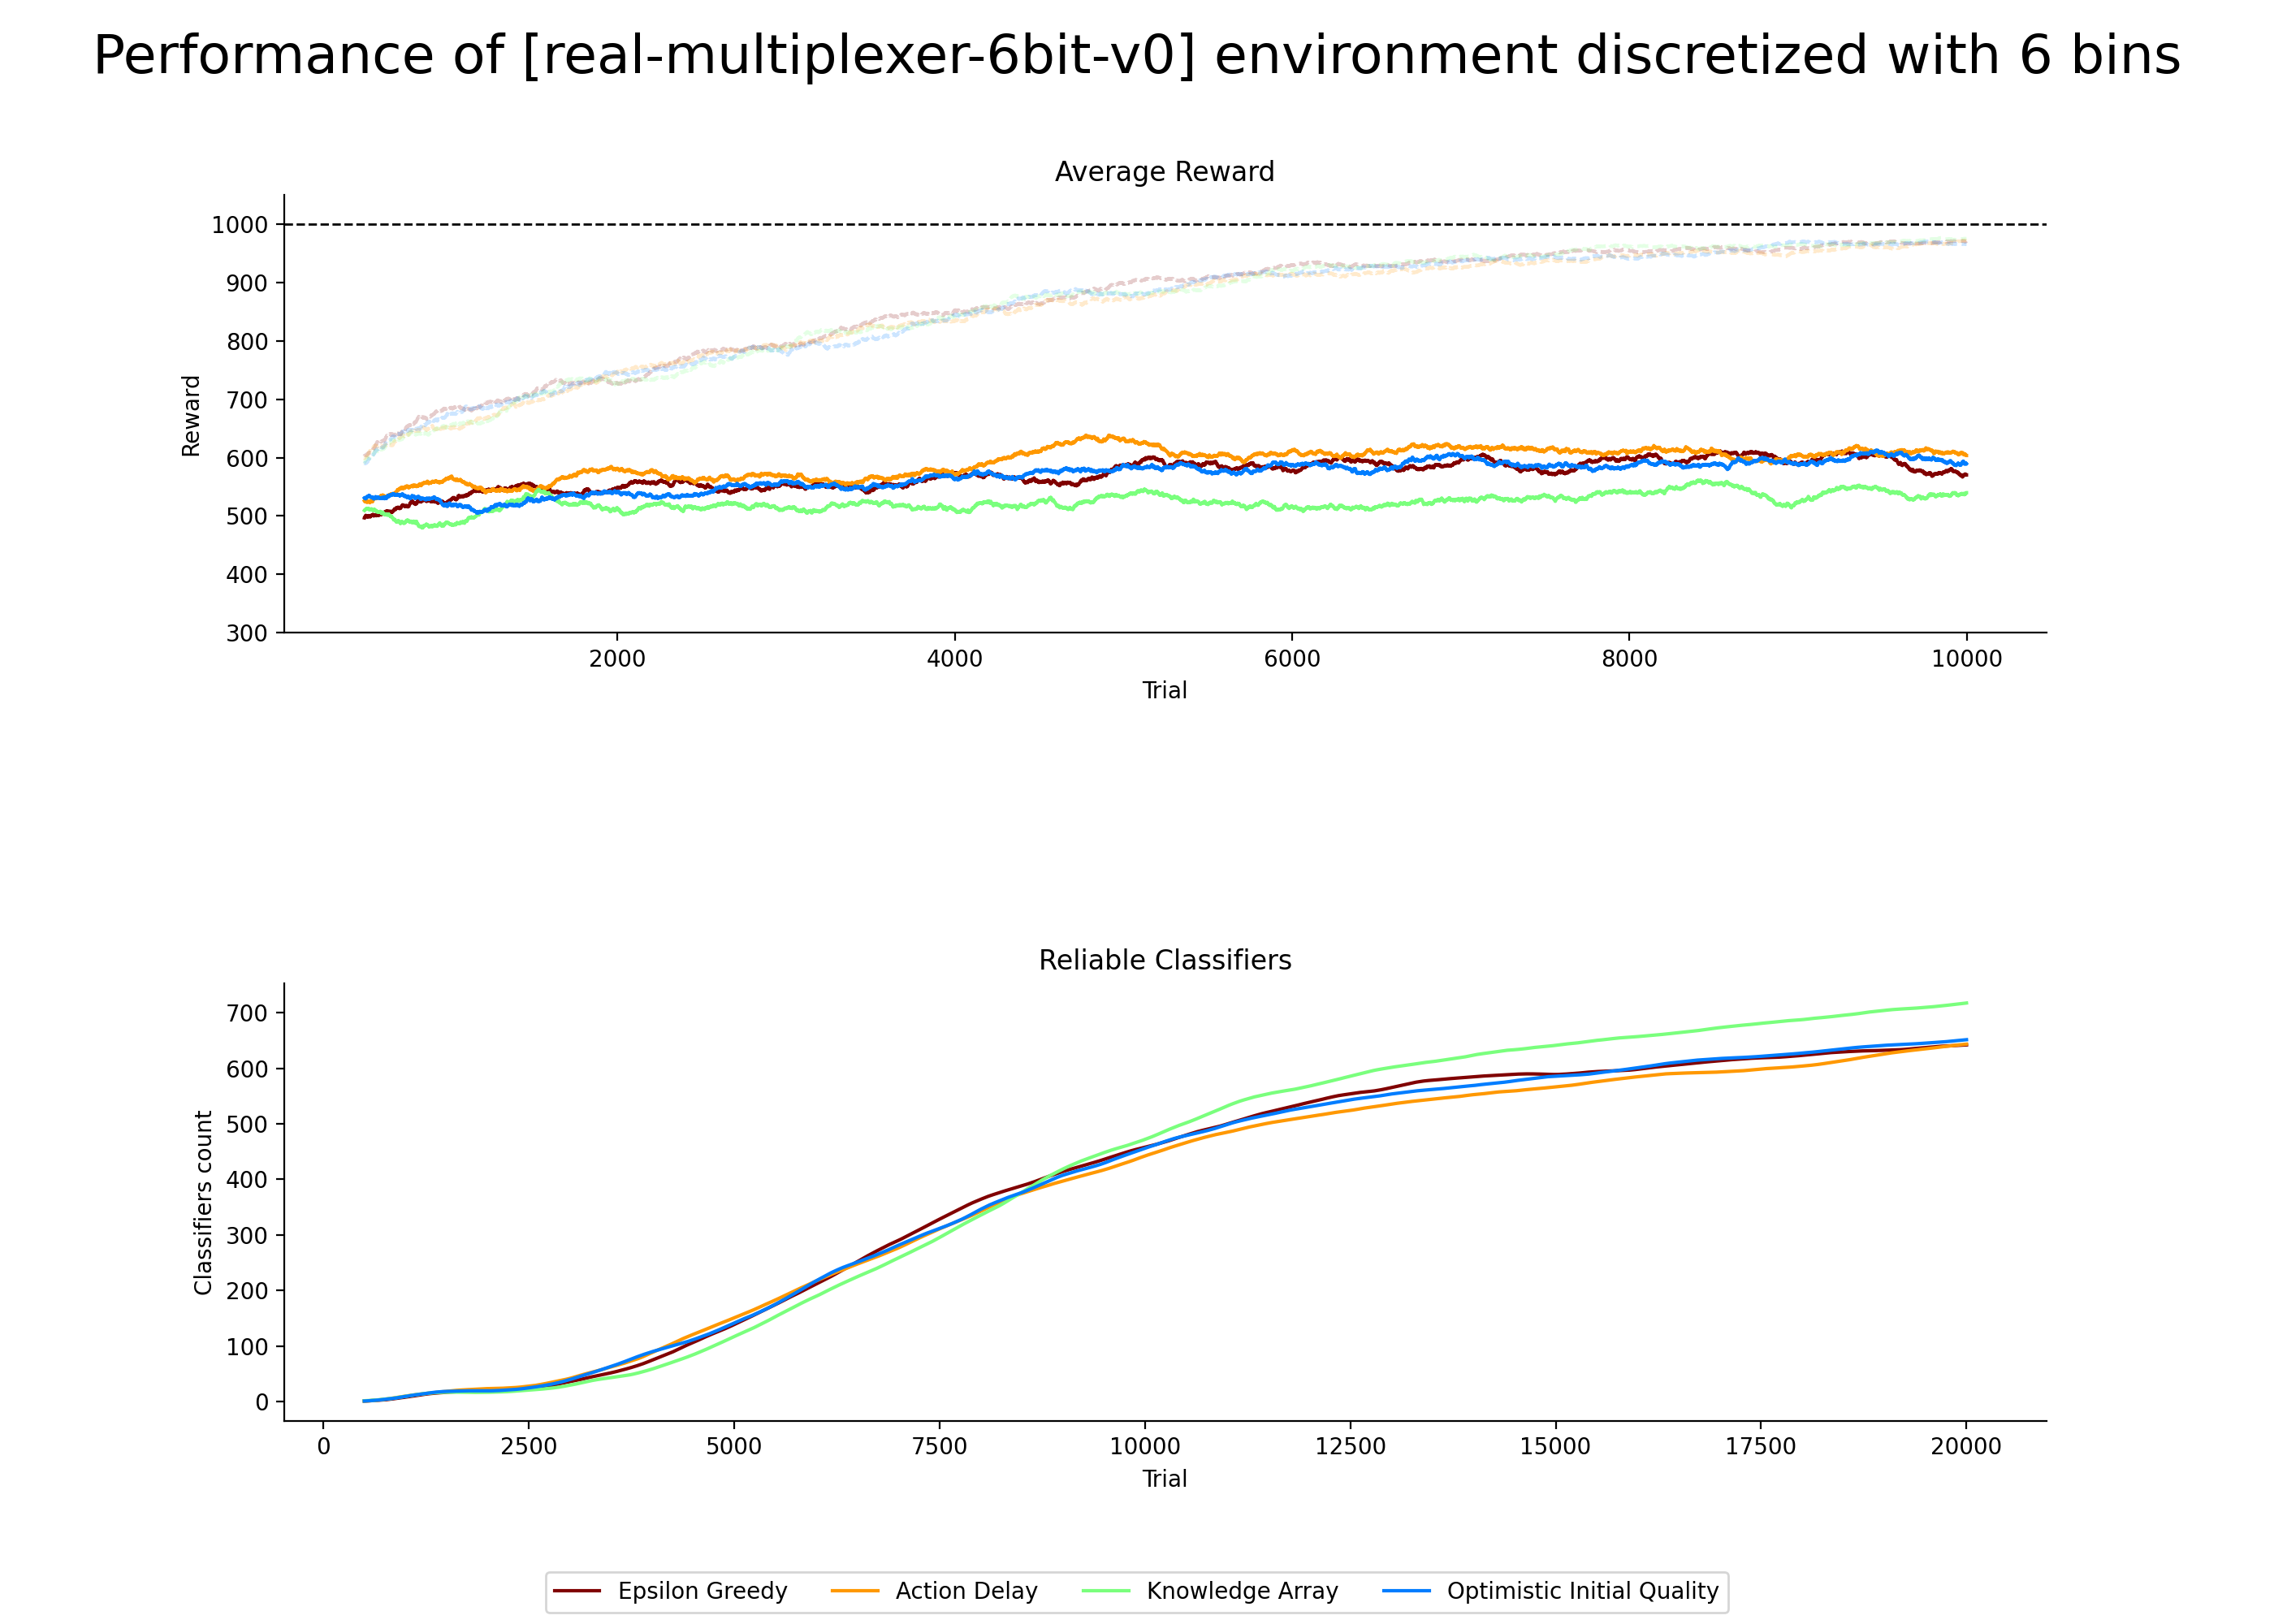 Performance of [real-multiplexer-6bit-v0] environment discretized with 6 bins
Average Reward
1000
900
800
700
600
500
400
300
Reward
2000 4000 6000 8000 10000
Trial
Reliable Classifiers
700
600
500
400
300
200
100
0
Classifiers count
0 2500 5000 7500 10000 12500 15000 17500 20000
Trial
Epsilon Greedy Action Delay Knowledge Array Optimistic Initial Quality